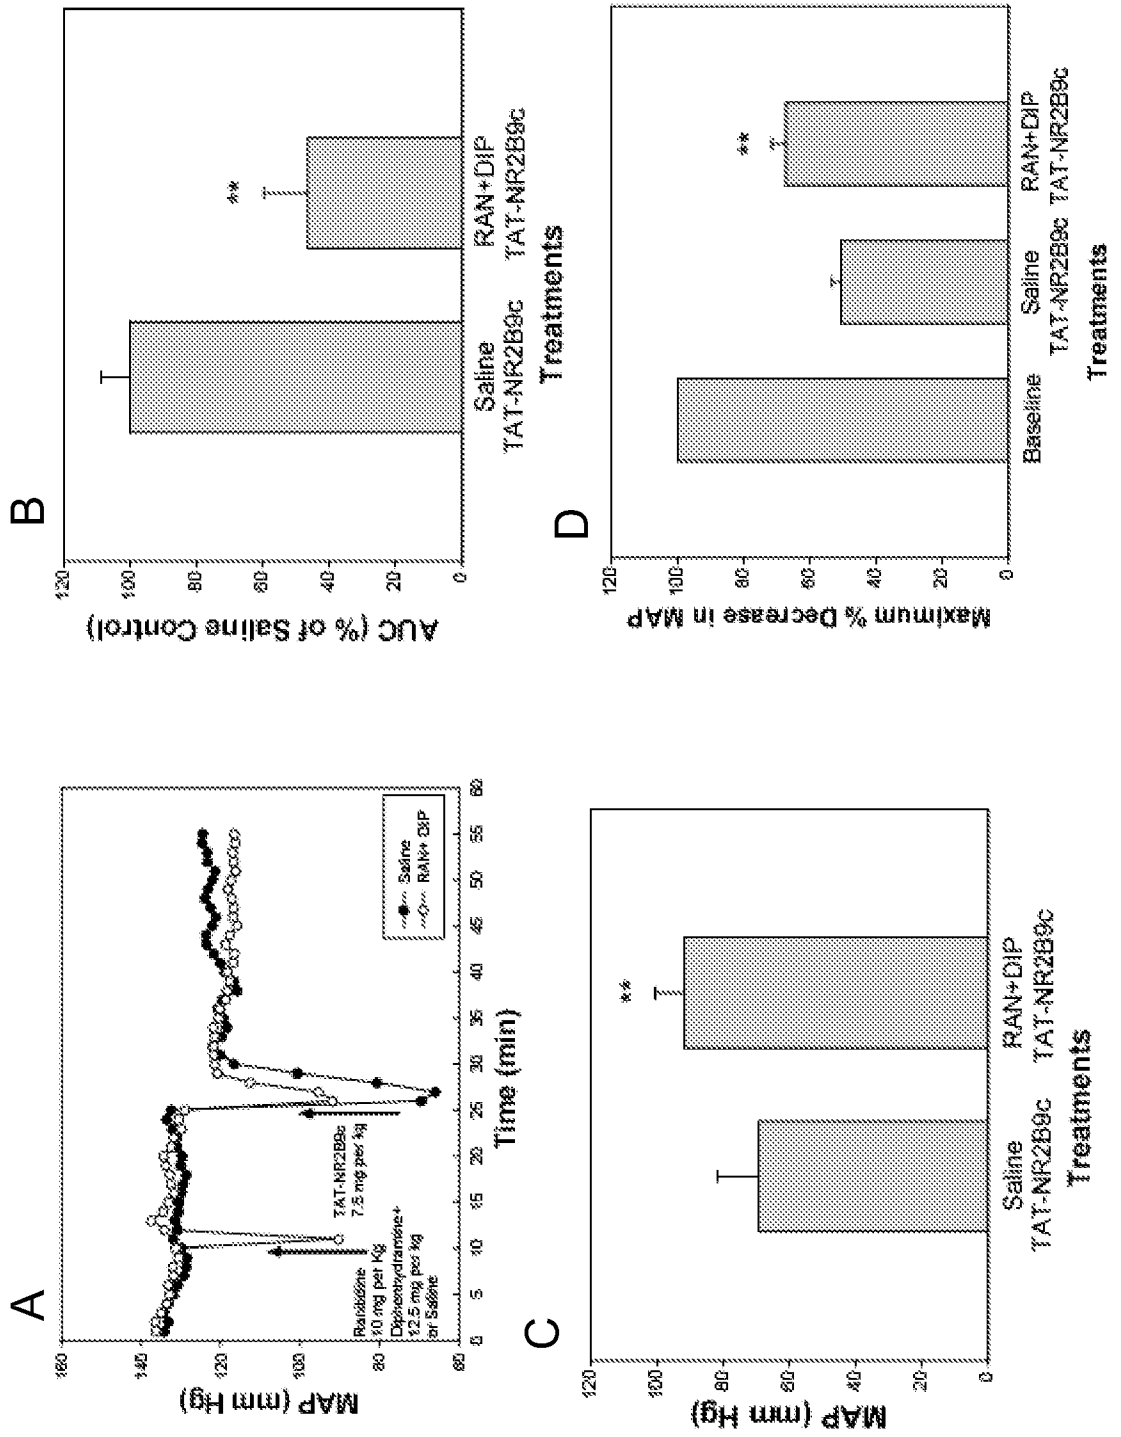 A
160
140
120
100
80
60
MAP (mm Hg)
0
5
10
15
20
25
30
35
40
45
50
55
60
Time (min)
Saline
RAN+ DIP
Ranitidine
10 mg per Kg
Diphenhydramine+
12.5 mg per kg
or Saline
TAT-NR2B9c
7.5 mg per kg
B
120
100
80
60
40
20
0
AUC (% of Saline Control)
**
Saline
TAT-NR2B9c
RAN+DIP
TAT-NR2B9c
Treatments
C
120
100
80
60
40
20
0
MAP (mm Hg)
**
Saline
TAT-NR2B9c
RAN+DIP
TAT-NR2B9c
Treatments
D
120
100
80
60
40
20
0
Maximum % Decrease in MAP
**
Baseline
Saline
TAT-NR2B9c
RAN+DIP
TAT-NR2B9c
Treatments